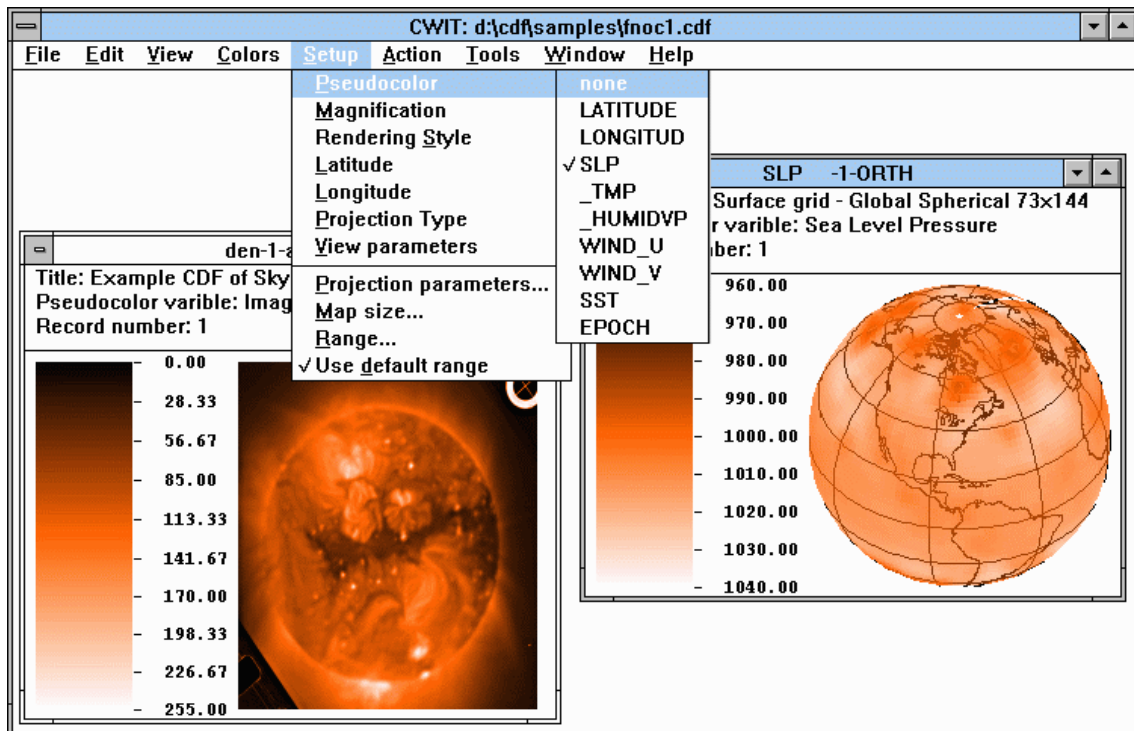 CWIT: d:\cdf\samples\fnoc1.cdf
File Edit View Colors Setup Action Tools Window Help
Pseudocolor
Magnification
Rendering Style
Latitude
Longitude
Projection Type
View parameters
Projection parameters...
Map size...
Range...
✓ Use default range
none
LATITUDE
LONGITUD
✓ SLP
_TMP
_HUMIDVP
WIND_U
WIND_V
SST
EPOCH
den-1-a
Title: Example CDF of Sky
Pseudocolor varible: Imag
Record number: 1
0.00
28.33
56.67
85.00
113.33
141.67
170.00
198.33
226.67
255.00
SLP -1-ORTH
Surface grid - Global Spherical 73x144
r varible: Sea Level Pressure
ber: 1
960.00
970.00
980.00
990.00
1000.00
1010.00
1020.00
1030.00
1040.00